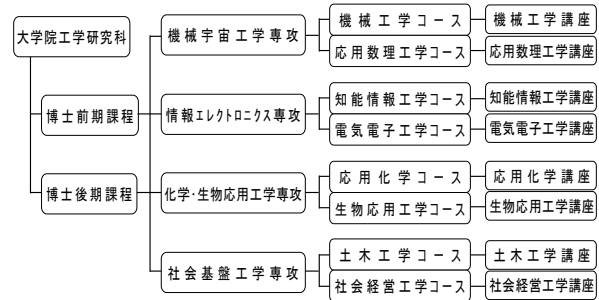 大学院工学研究科
博士前期課程
博士後期課程
機械宇宙工学専攻
機械工学コース
機械工学講座
応用数理工学コース
応用数理工学講座
情報エレクトロニクス専攻
知能情報工学コース
知能情報工学講座
電気電子工学コース
電気電子工学講座
化学・生物応用工学専攻
応用化学コース
応用化学講座
生物応用工学コース
生物応用工学講座
社会基盤工学専攻
土木工学コース
土木工学講座
社会経営工学コース
社会経営工学講座